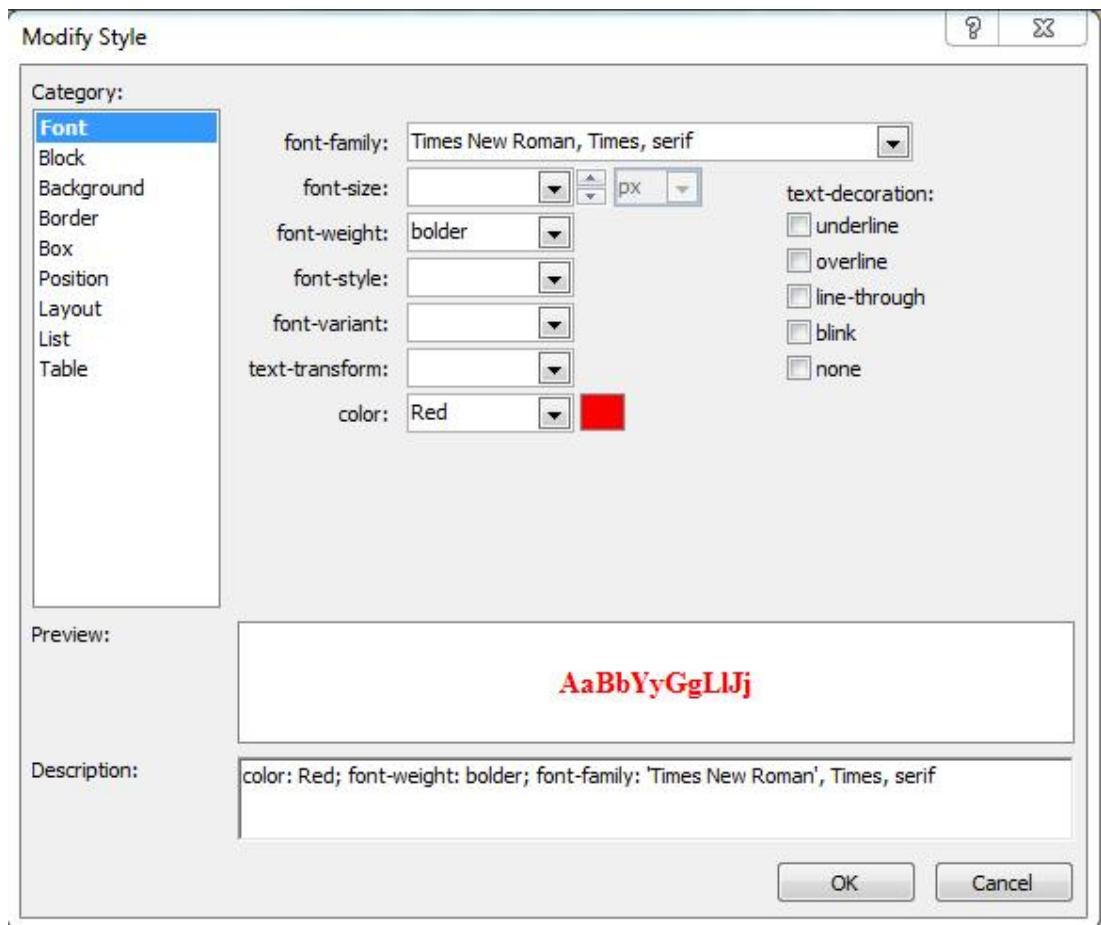 Modify Style
Category:
Font
Block
Background
Border
Box
Position
Layout
List
Table
font-family: Times New Roman, Times, serif
font-size: px
font-weight: bolder
font-style:
font-variant:
text-transform:
color: Red
text-decoration:
underline
overline
line-through
blink
none
Preview:
AaBbYyGgLlJj
Description:
color: Red; font-weight: bolder; font-family: 'Times New Roman', Times, serif
OK Cancel